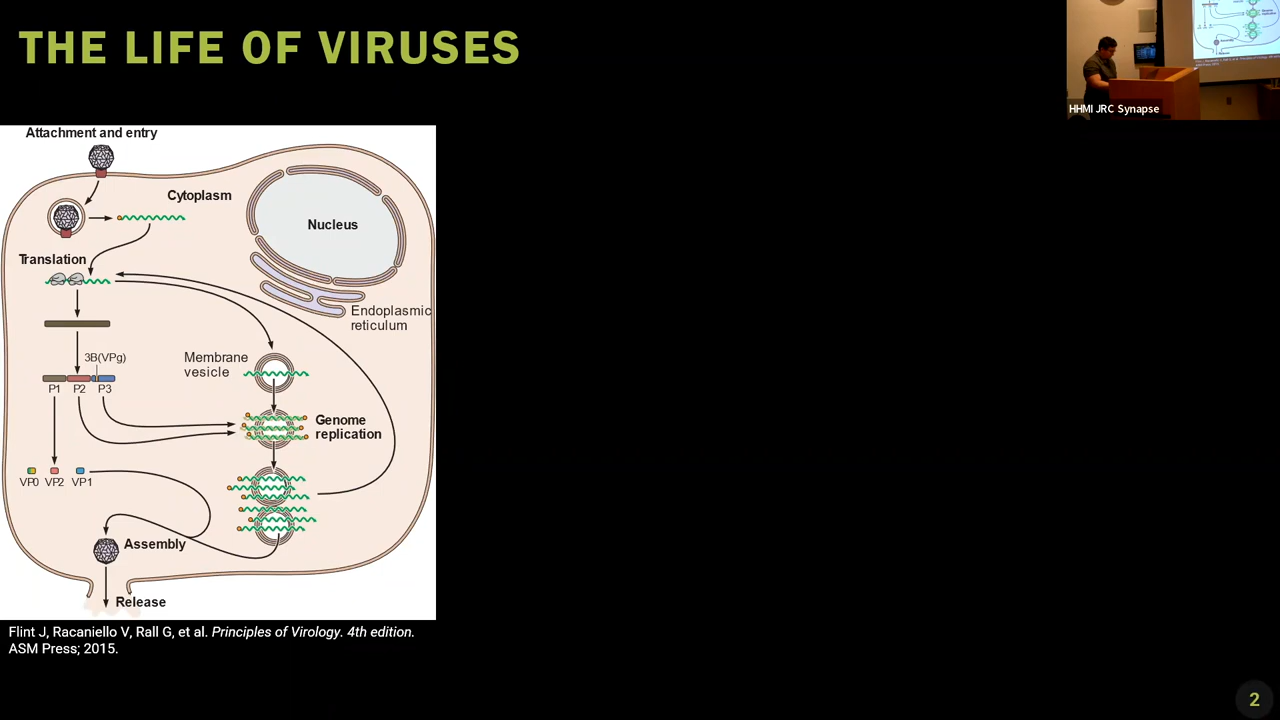 THE LIFE OF VIRUSES
HHMI JRC Synapse
Attachment and entry
Cytoplasm
Nucleus
Translation
Endoplasmic
reticulum
3B(VPg)
Membrane
vesicle
P1 P2 P3
Genome
replication
VP0 VP2 VP1
Assembly
Release
Flint J, Racaniello V, Rall G, et al. Principles of Virology. 4th edition.
ASM Press; 2015.
2